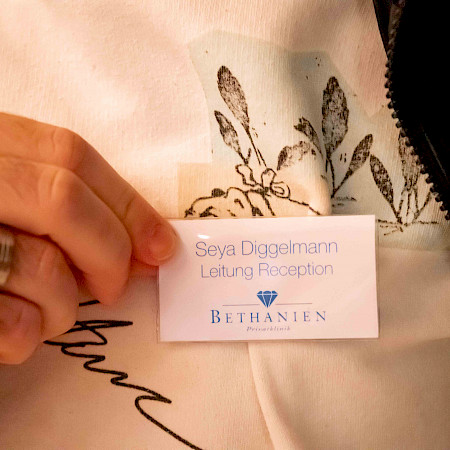 Seya Diggelmann
Leitung Reception
BETHANIEN
Privatklinik